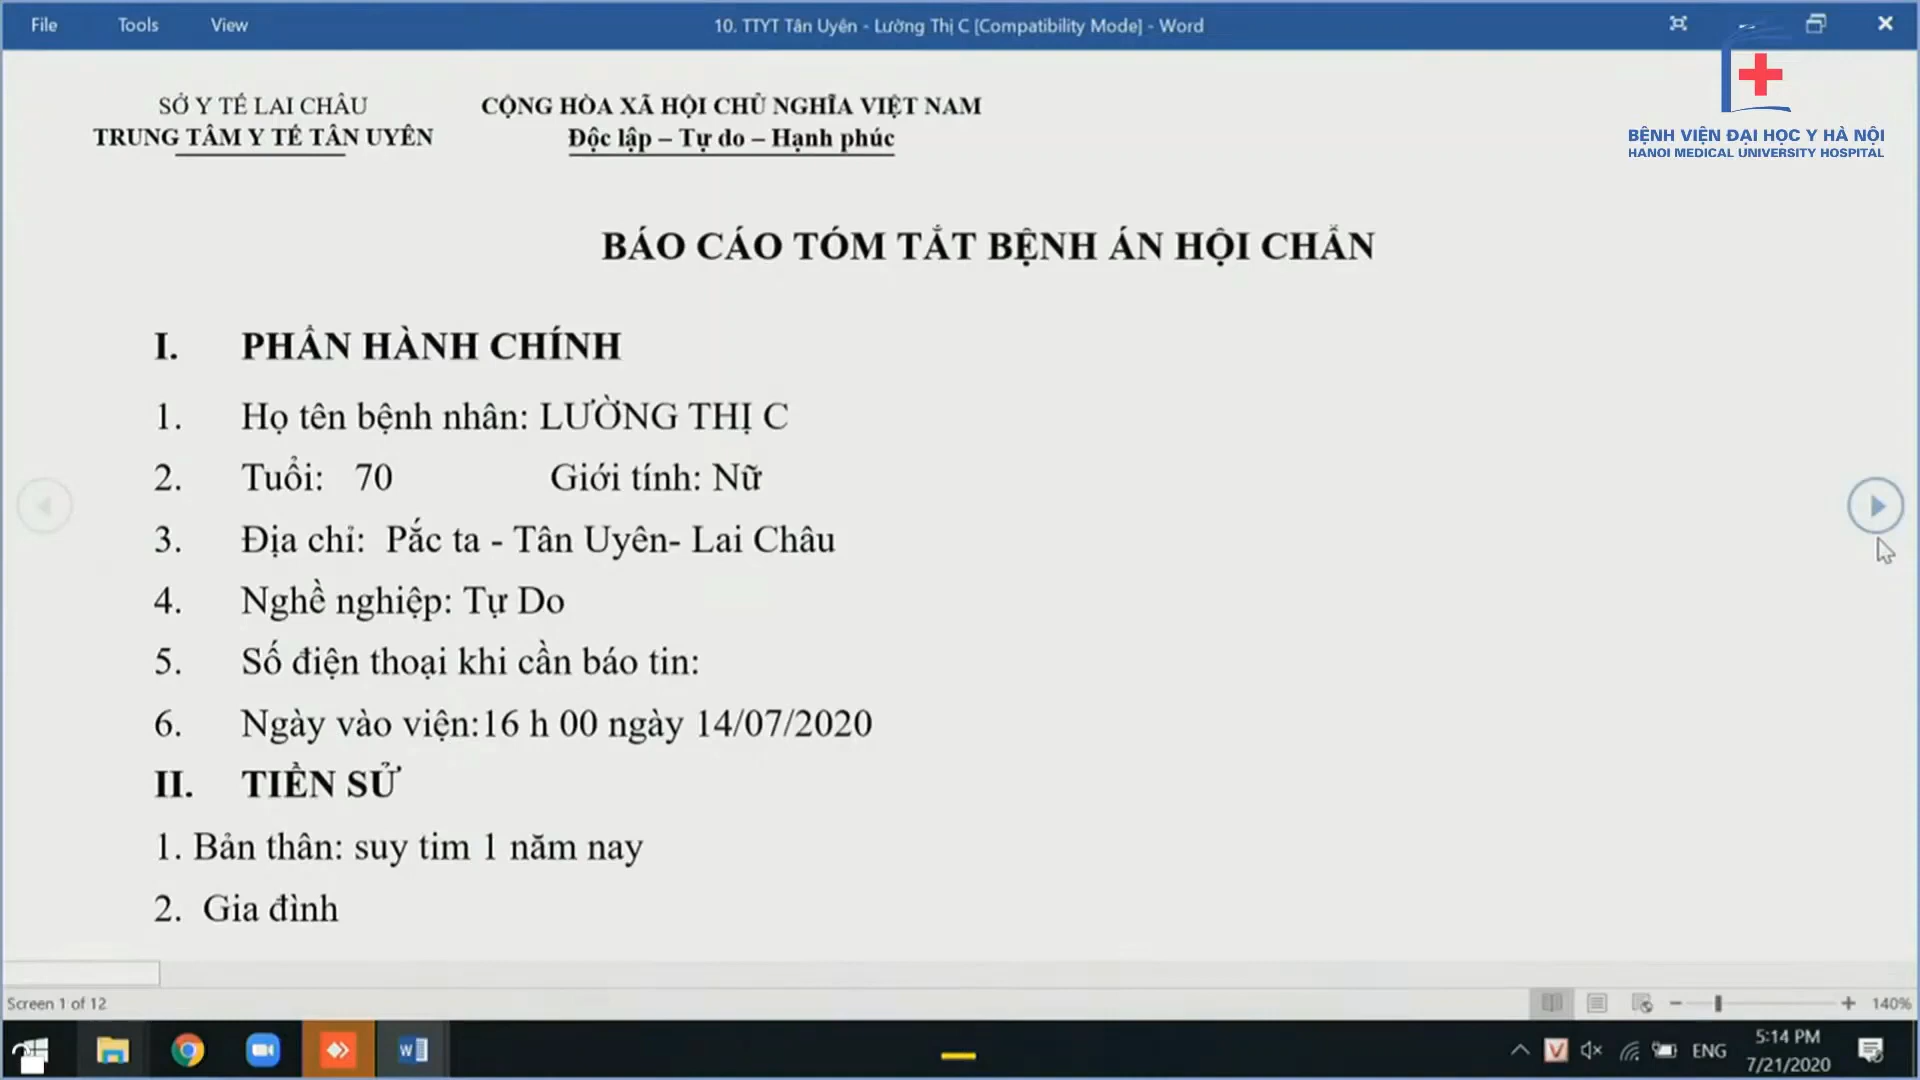 File Tools View 10. TTYT Tân Uyên - Lường Thị C [Compatibility Mode] - Word
SỞ Y TẾ LAI CHÂU CỘNG HÒA XÃ HỘI CHỦ NGHĨA VIỆT NAM
TRUNG TÂM Y TẾ TÂN UYÊN Độc lập – Tự do – Hạnh phúc
BỆNH VIỆN ĐẠI HỌC Y HÀ NỘI
HANOI MEDICAL UNIVERSITY HOSPITAL
BÁO CÁO TÓM TẮT BỆNH ÁN HỘI CHẨN
I. PHẦN HÀNH CHÍNH
1. Họ tên bệnh nhân: LƯỜNG THỊ C
2. Tuổi: 70 Giới tính: Nữ
3. Địa chỉ: Pắc ta - Tân Uyên- Lai Châu
4. Nghề nghiệp: Tự Do
5. Số điện thoại khi cần báo tin:
6. Ngày vào viện:16 h 00 ngày 14/07/2020
II. TIỀN SỬ
1. Bản thân: suy tim 1 năm nay
2. Gia đình
Screen 1 of 12 140%
ENG 5:14 PM
7/21/2020